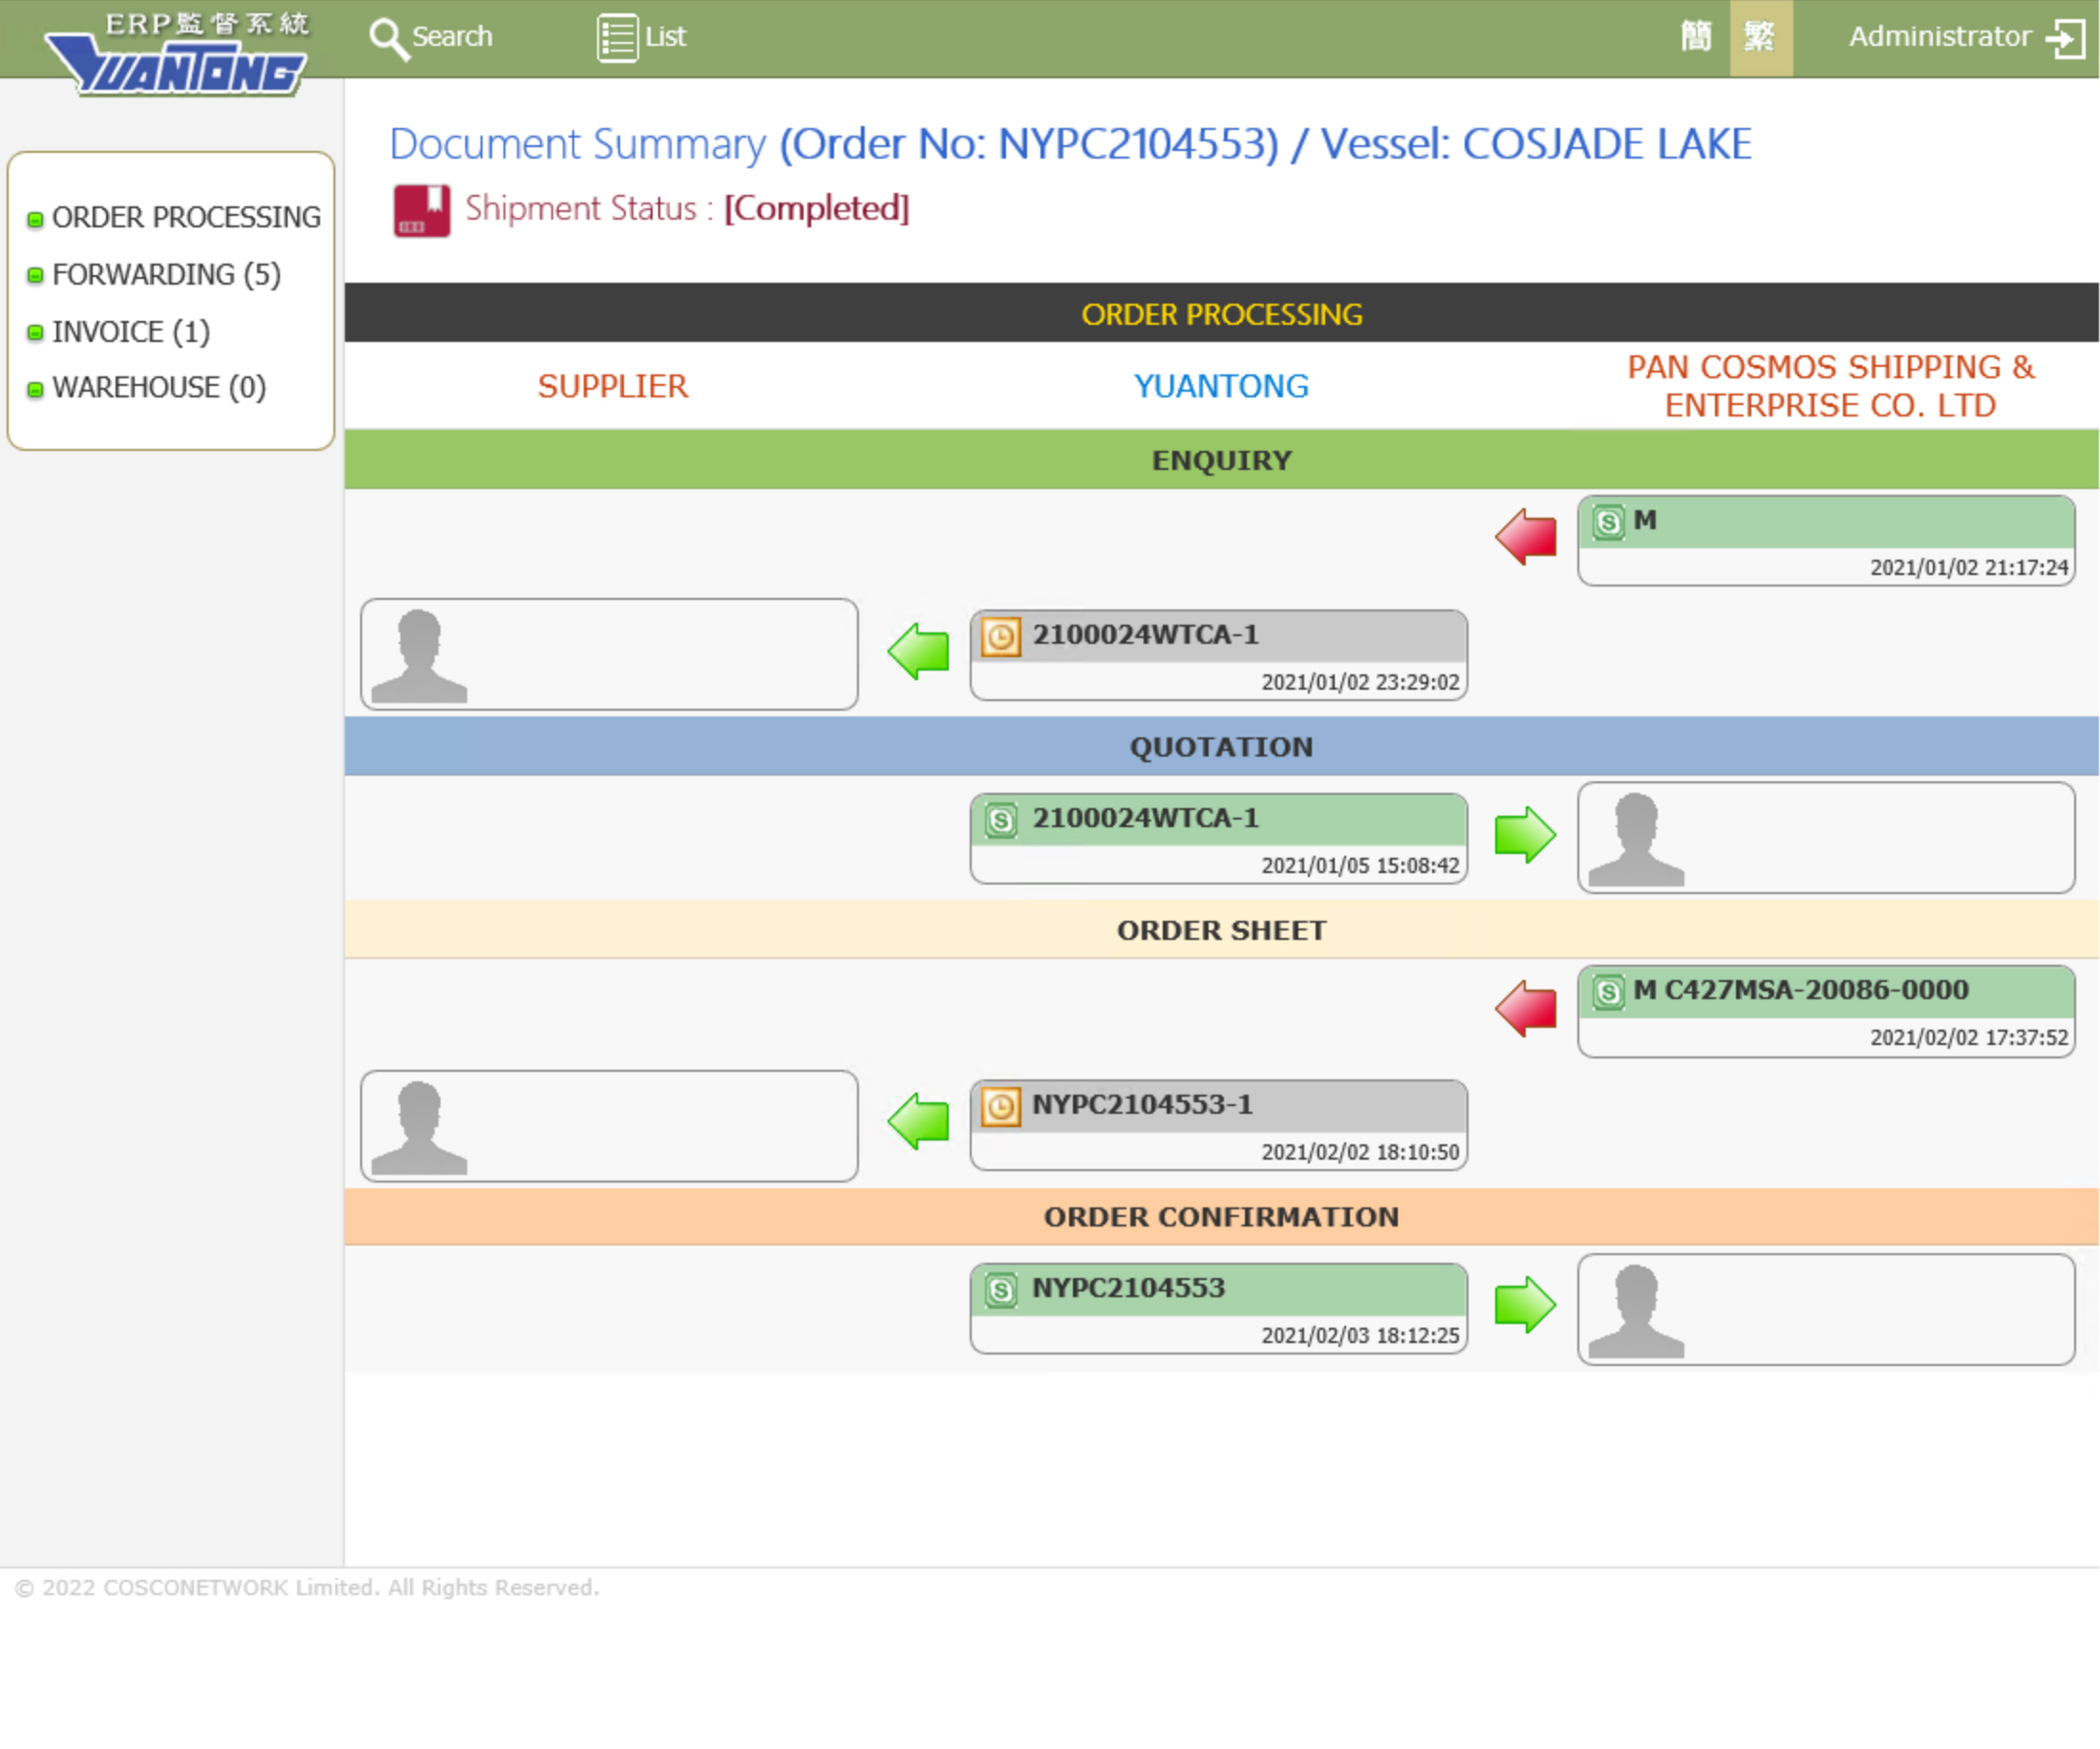 ERP監督系統
YUANTONG
Search
List
簡
繁
Administrator
ORDER PROCESSING
FORWARDING (5)
INVOICE (1)
WAREHOUSE (0)
Document Summary (Order No: NYPC2104553) / Vessel: COSJADE LAKE
Shipment Status : [Completed]
ORDER PROCESSING
SUPPLIER
YUANTONG
PAN COSMOS SHIPPING &
ENTERPRISE CO. LTD
ENQUIRY
S M
2021/01/02 21:17:24
2100024WTCA-1
2021/01/02 23:29:02
QUOTATION
S 2100024WTCA-1
2021/01/05 15:08:42
ORDER SHEET
S M C427MSA-20086-0000
2021/02/02 17:37:52
NYPC2104553-1
2021/02/02 18:10:50
ORDER CONFIRMATION
S NYPC2104553
2021/02/03 18:12:25
© 2022 COSCONETWORK Limited. All Rights Reserved.